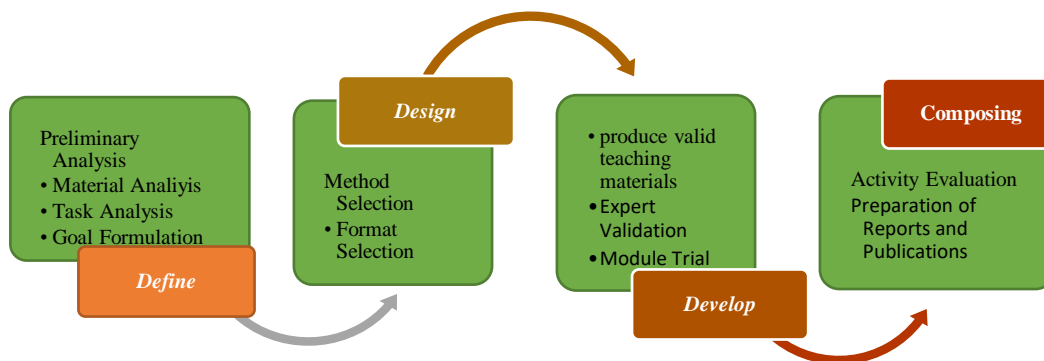 Preliminary
Analysis
• Material Analiyis
• Task Analysis
• Goal Formulation
Define
Design
Method
Selection
• Format
Selection
• produce valid
teaching
materials
• Expert
Validation
• Module Trial
Develop
Composing
Activity Evaluation
Preparation of
Reports and
Publications